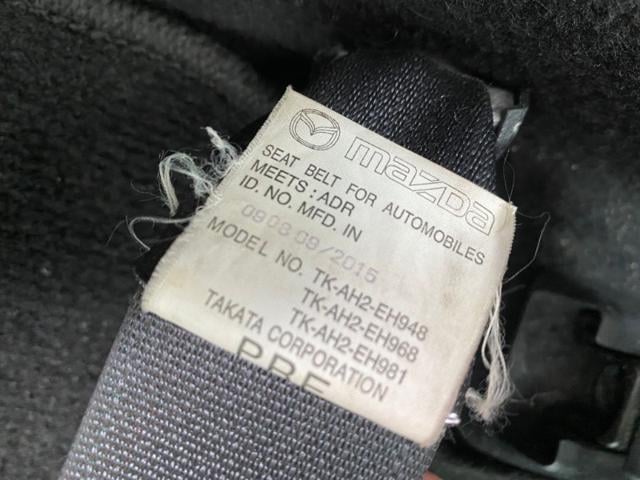 mazda
SEAT BELT FOR AUTOMOBILES
MEETS : ADR
ID. NO. MFD. IN
0908 09/2015
MODEL NO. TK-AH2-EH948
TK-AH2-EH968
TK-AH2-EH981
TAKATA CORPORATION